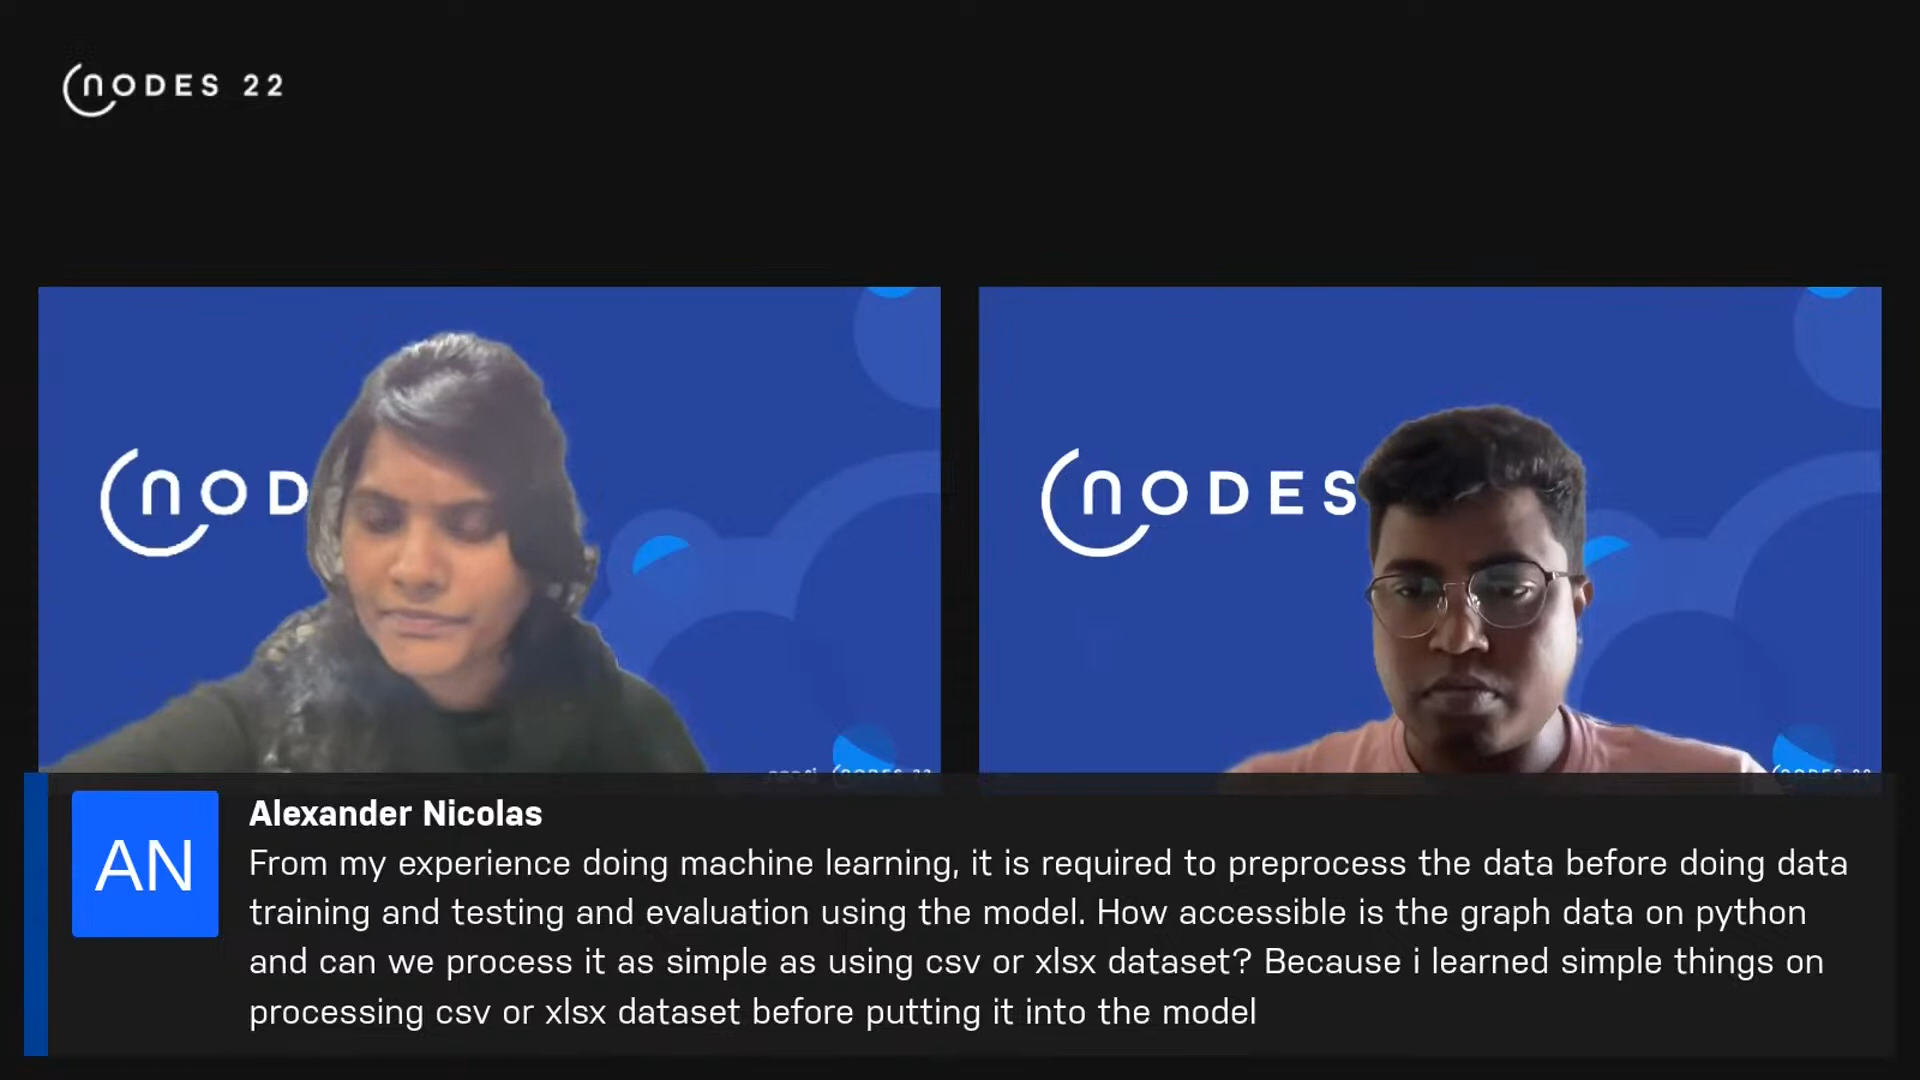 nODES 22
nOD
nODES
nODES 22
Alexander Nicolas
AN
From my experience doing machine learning, it is required to preprocess the data before doing data
training and testing and evaluation using the model. How accessible is the graph data on python
and can we process it as simple as using csv or xlsx dataset? Because i learned simple things on
processing csv or xlsx dataset before putting it into the model